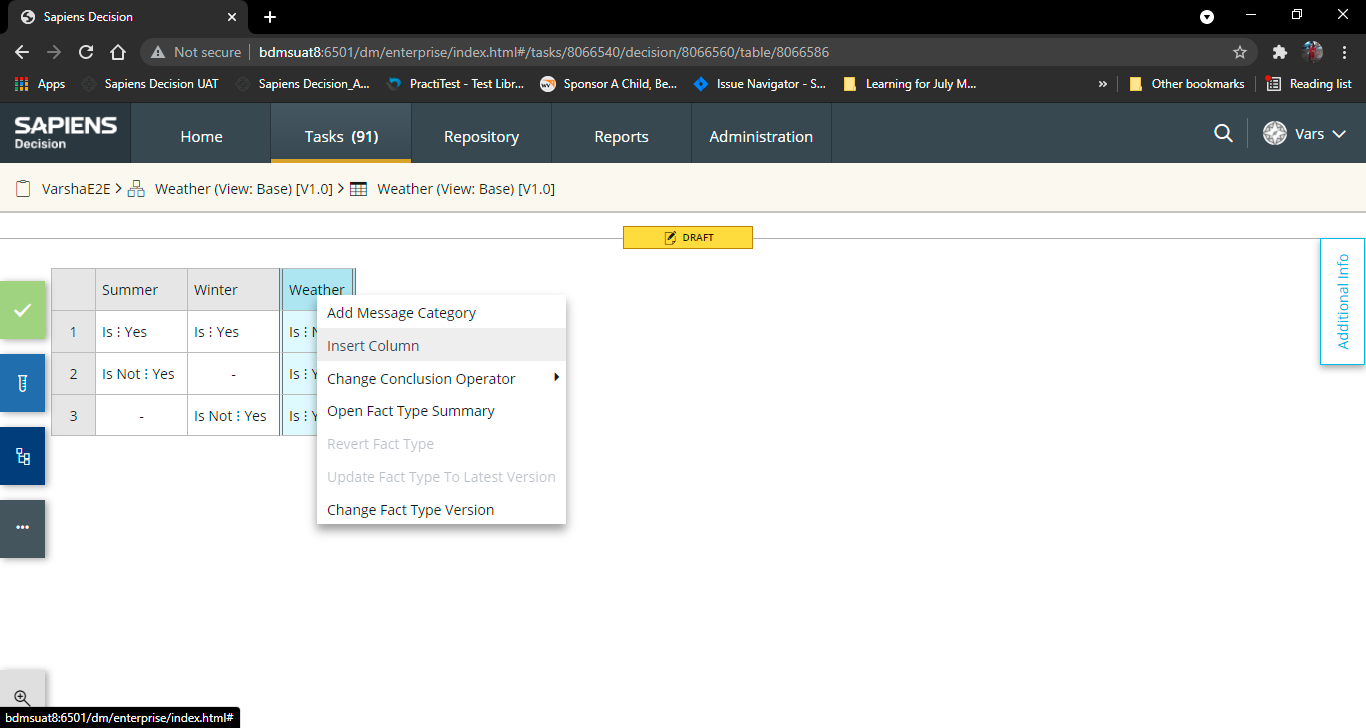 Sapiens Decision
Not secure bdmsuat8:6501/dm/enterprise/index.html#/tasks/8066540/decision/8066560/table/8066586
Apps Sapiens Decision UAT Sapiens Decision_A... PractiTest - Test Libr... Sponsor A Child, Be... Issue Navigator - S... Learning for July M... » Other bookmarks Reading list
SAPIENS
Decision
Home Tasks (91) Repository Reports Administration Vars
VarshaE2E > Weather (View: Base) [V1.0] > Weather (View: Base) [V1.0]
DRAFT
Additional Info
Summer Winter Weather
1 Is ⋮ Yes Is ⋮ Yes Is ⋮
2 Is Not ⋮ Yes - Is ⋮
3 - Is Not ⋮ Yes Is ⋮
Add Message Category
Insert Column
Change Conclusion Operator
Open Fact Type Summary
Revert Fact Type
Update Fact Type To Latest Version
Change Fact Type Version
bdmsuat8:6501/dm/enterprise/index.html#